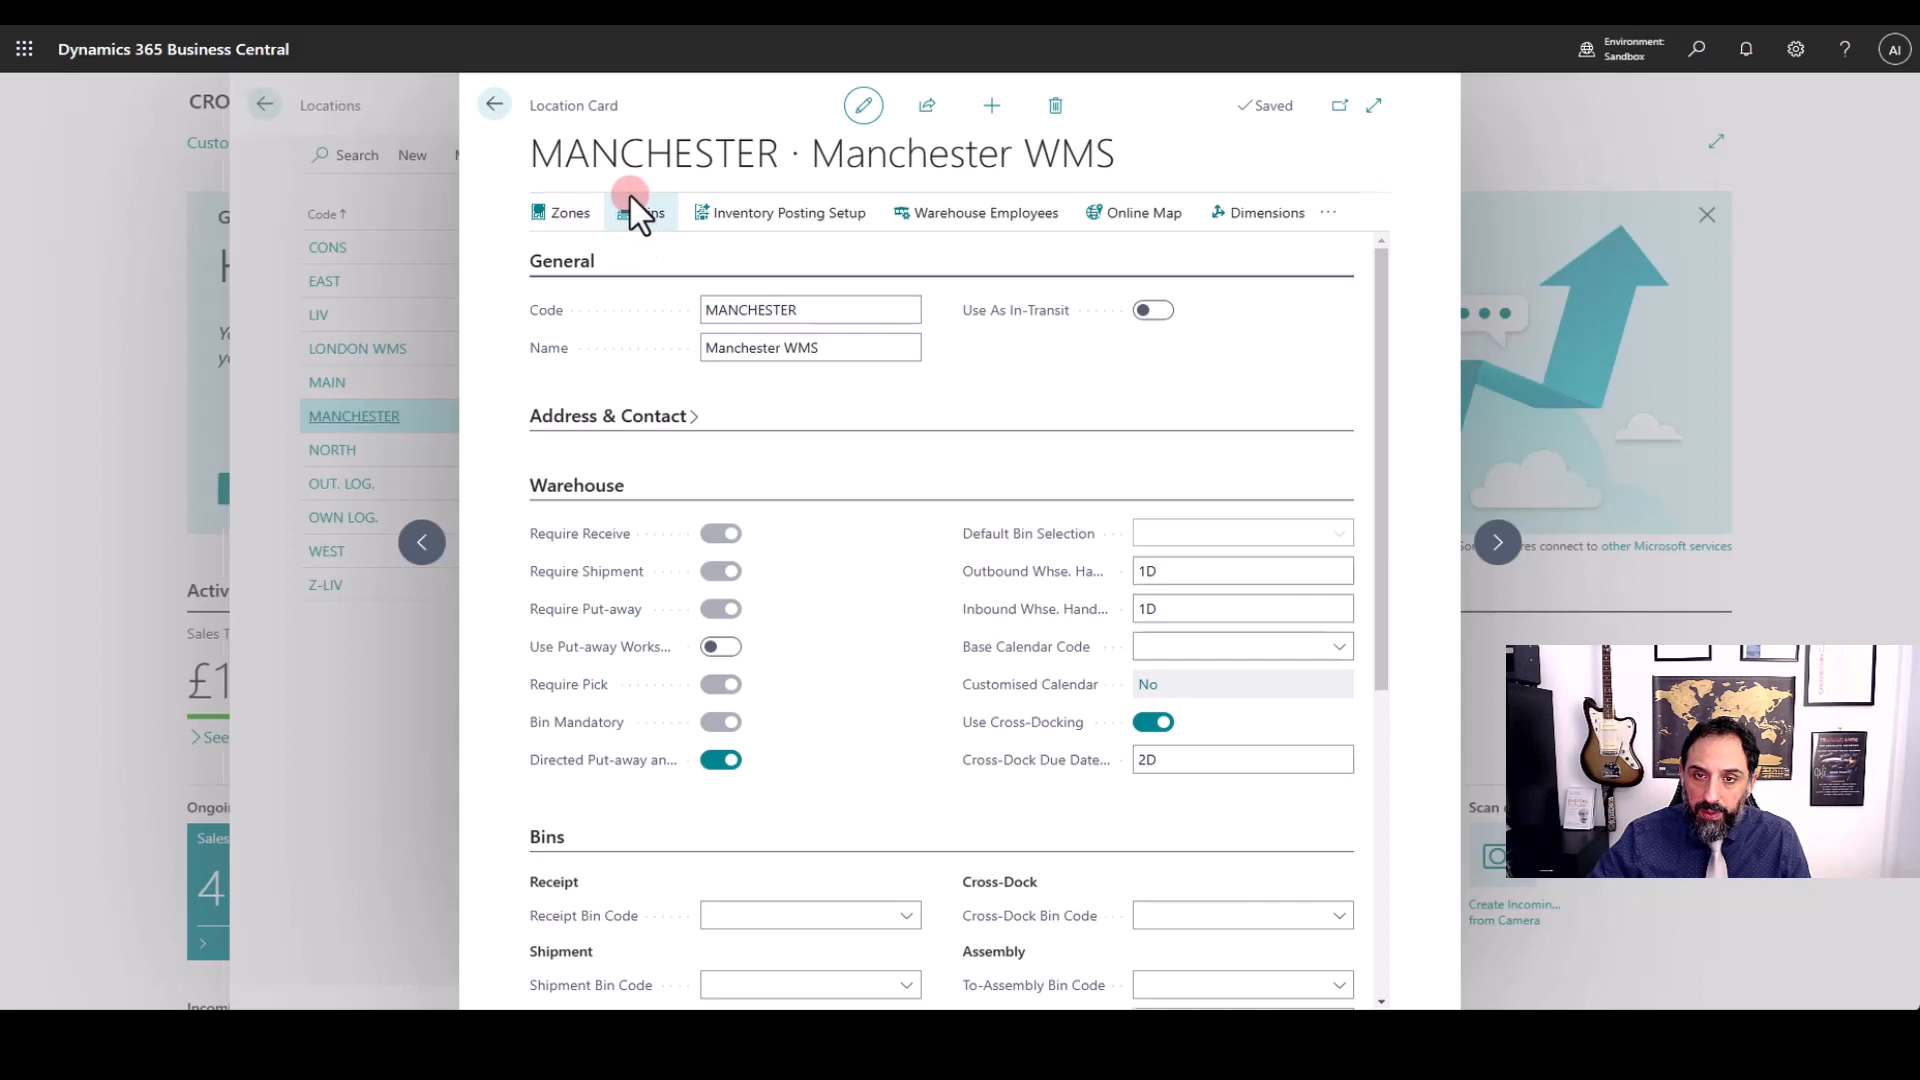 Dynamics 365 Business Central
Environment:
Sandbox
?
AI
CRO
Custo
Locations
Search New
Code ↑
CONS
EAST
LIV
LONDON WMS
MAIN
MANCHESTER
NORTH
OUT. LOG.
OWN LOG.
WEST
Z-LIV
Activ
Sales T
£1
See
Ongoi
Sales
4
Incom
Location Card
Saved
MANCHESTER · Manchester WMS
Zones
Inventory Posting Setup
Warehouse Employees
Online Map
Dimensions
General
Code MANCHESTER
Use As In-Transit
Name Manchester WMS
Address & Contact
Warehouse
Require Receive
Require Shipment
Require Put-away
Use Put-away Works...
Require Pick
Bin Mandatory
Directed Put-away an...
Default Bin Selection
Outbound Whse. Ha... 1D
Inbound Whse. Hand... 1D
Base Calendar Code
Customised Calendar No
Use Cross-Docking
Cross-Dock Due Date... 2D
Bins
Receipt
Receipt Bin Code
Shipment
Shipment Bin Code
Cross-Dock
Cross-Dock Bin Code
Assembly
To-Assembly Bin Code
res connect to other Microsoft services
Scan
Create Incomin...
from Camera